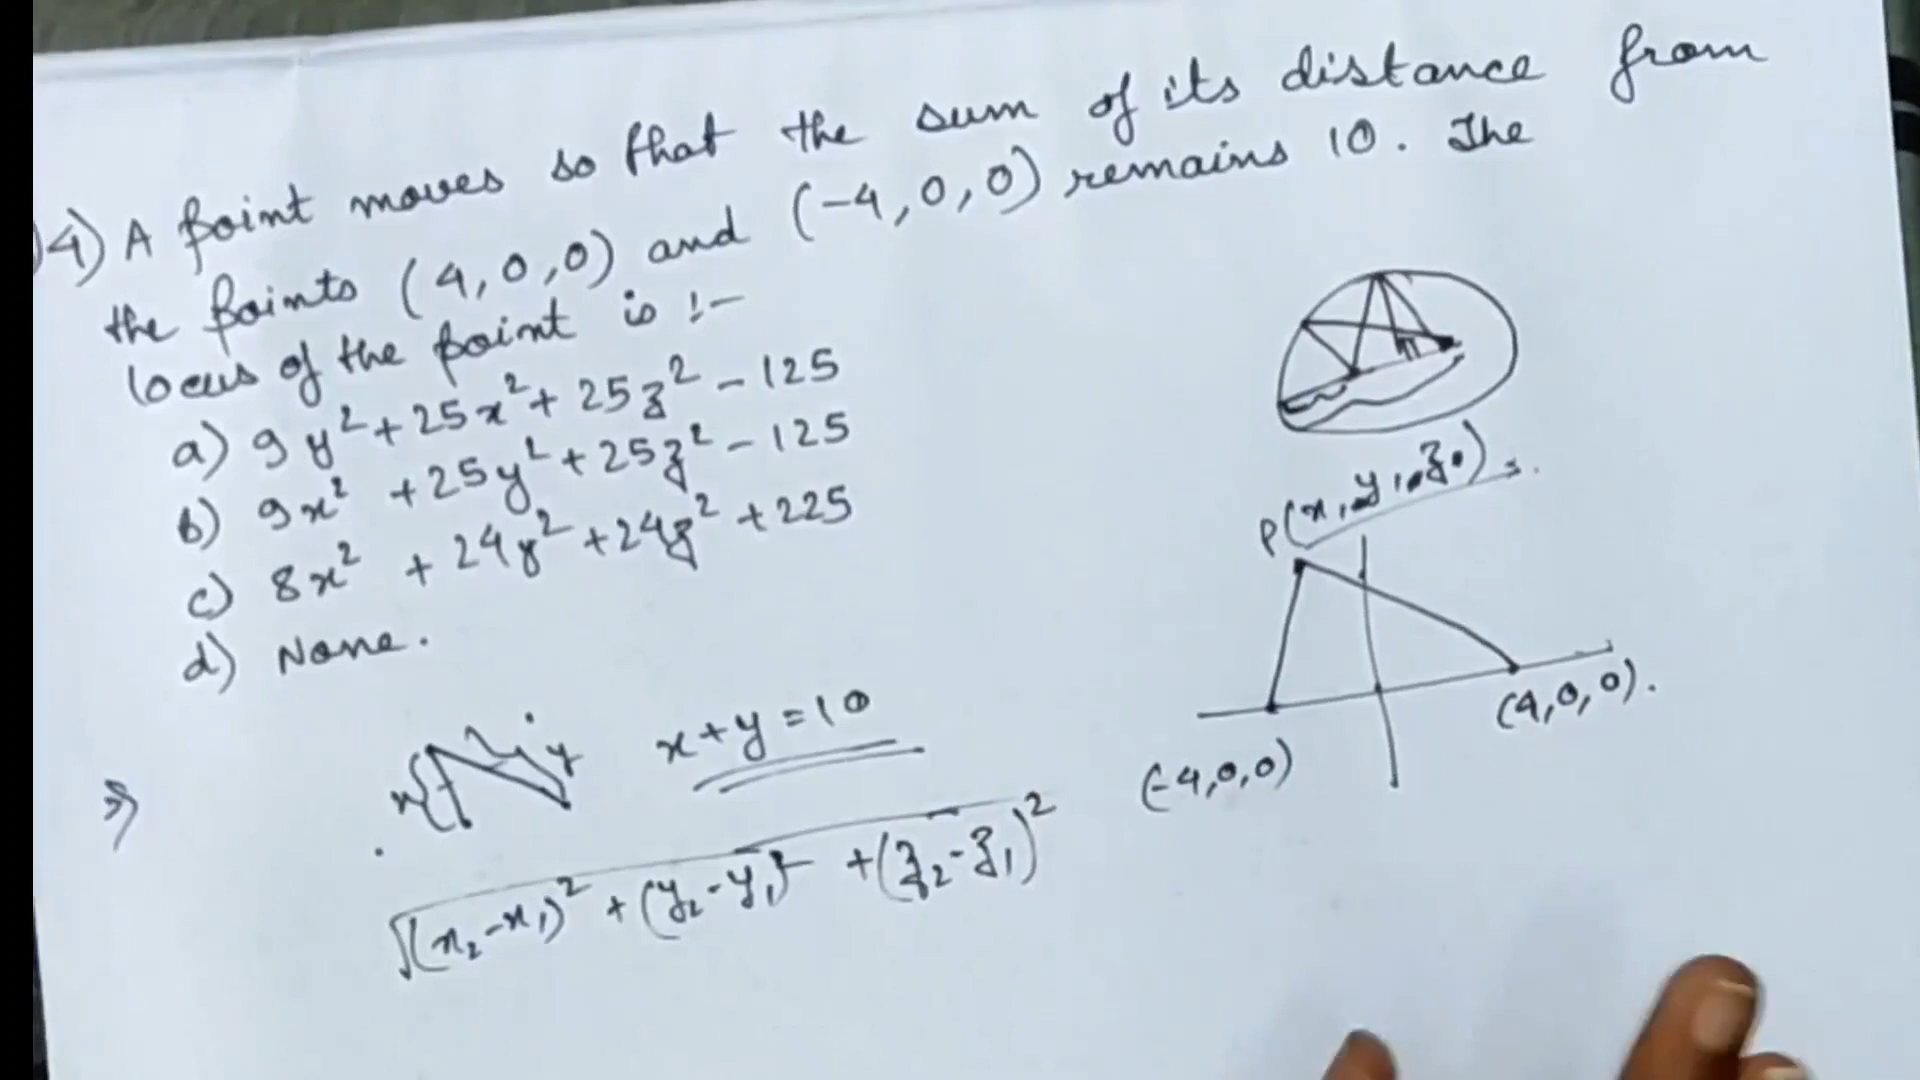 4) A point moves so that the sum of its distance from
the points (4,0,0) and (-4,0,0) remains 10. The
locus of the point is :-
a) 9y² + 25x² + 25z² - 125
b) 9x² + 25y² + 25z² - 125
c) 8x² + 24y² + 24z² + 225
d) None.
P(x,y,z)
(4,0,0).
(-4,0,0)
⇒ x y x+y=10
√(x₂-x₁)² + (y₂-y₁)² + (z₂-z₁)²